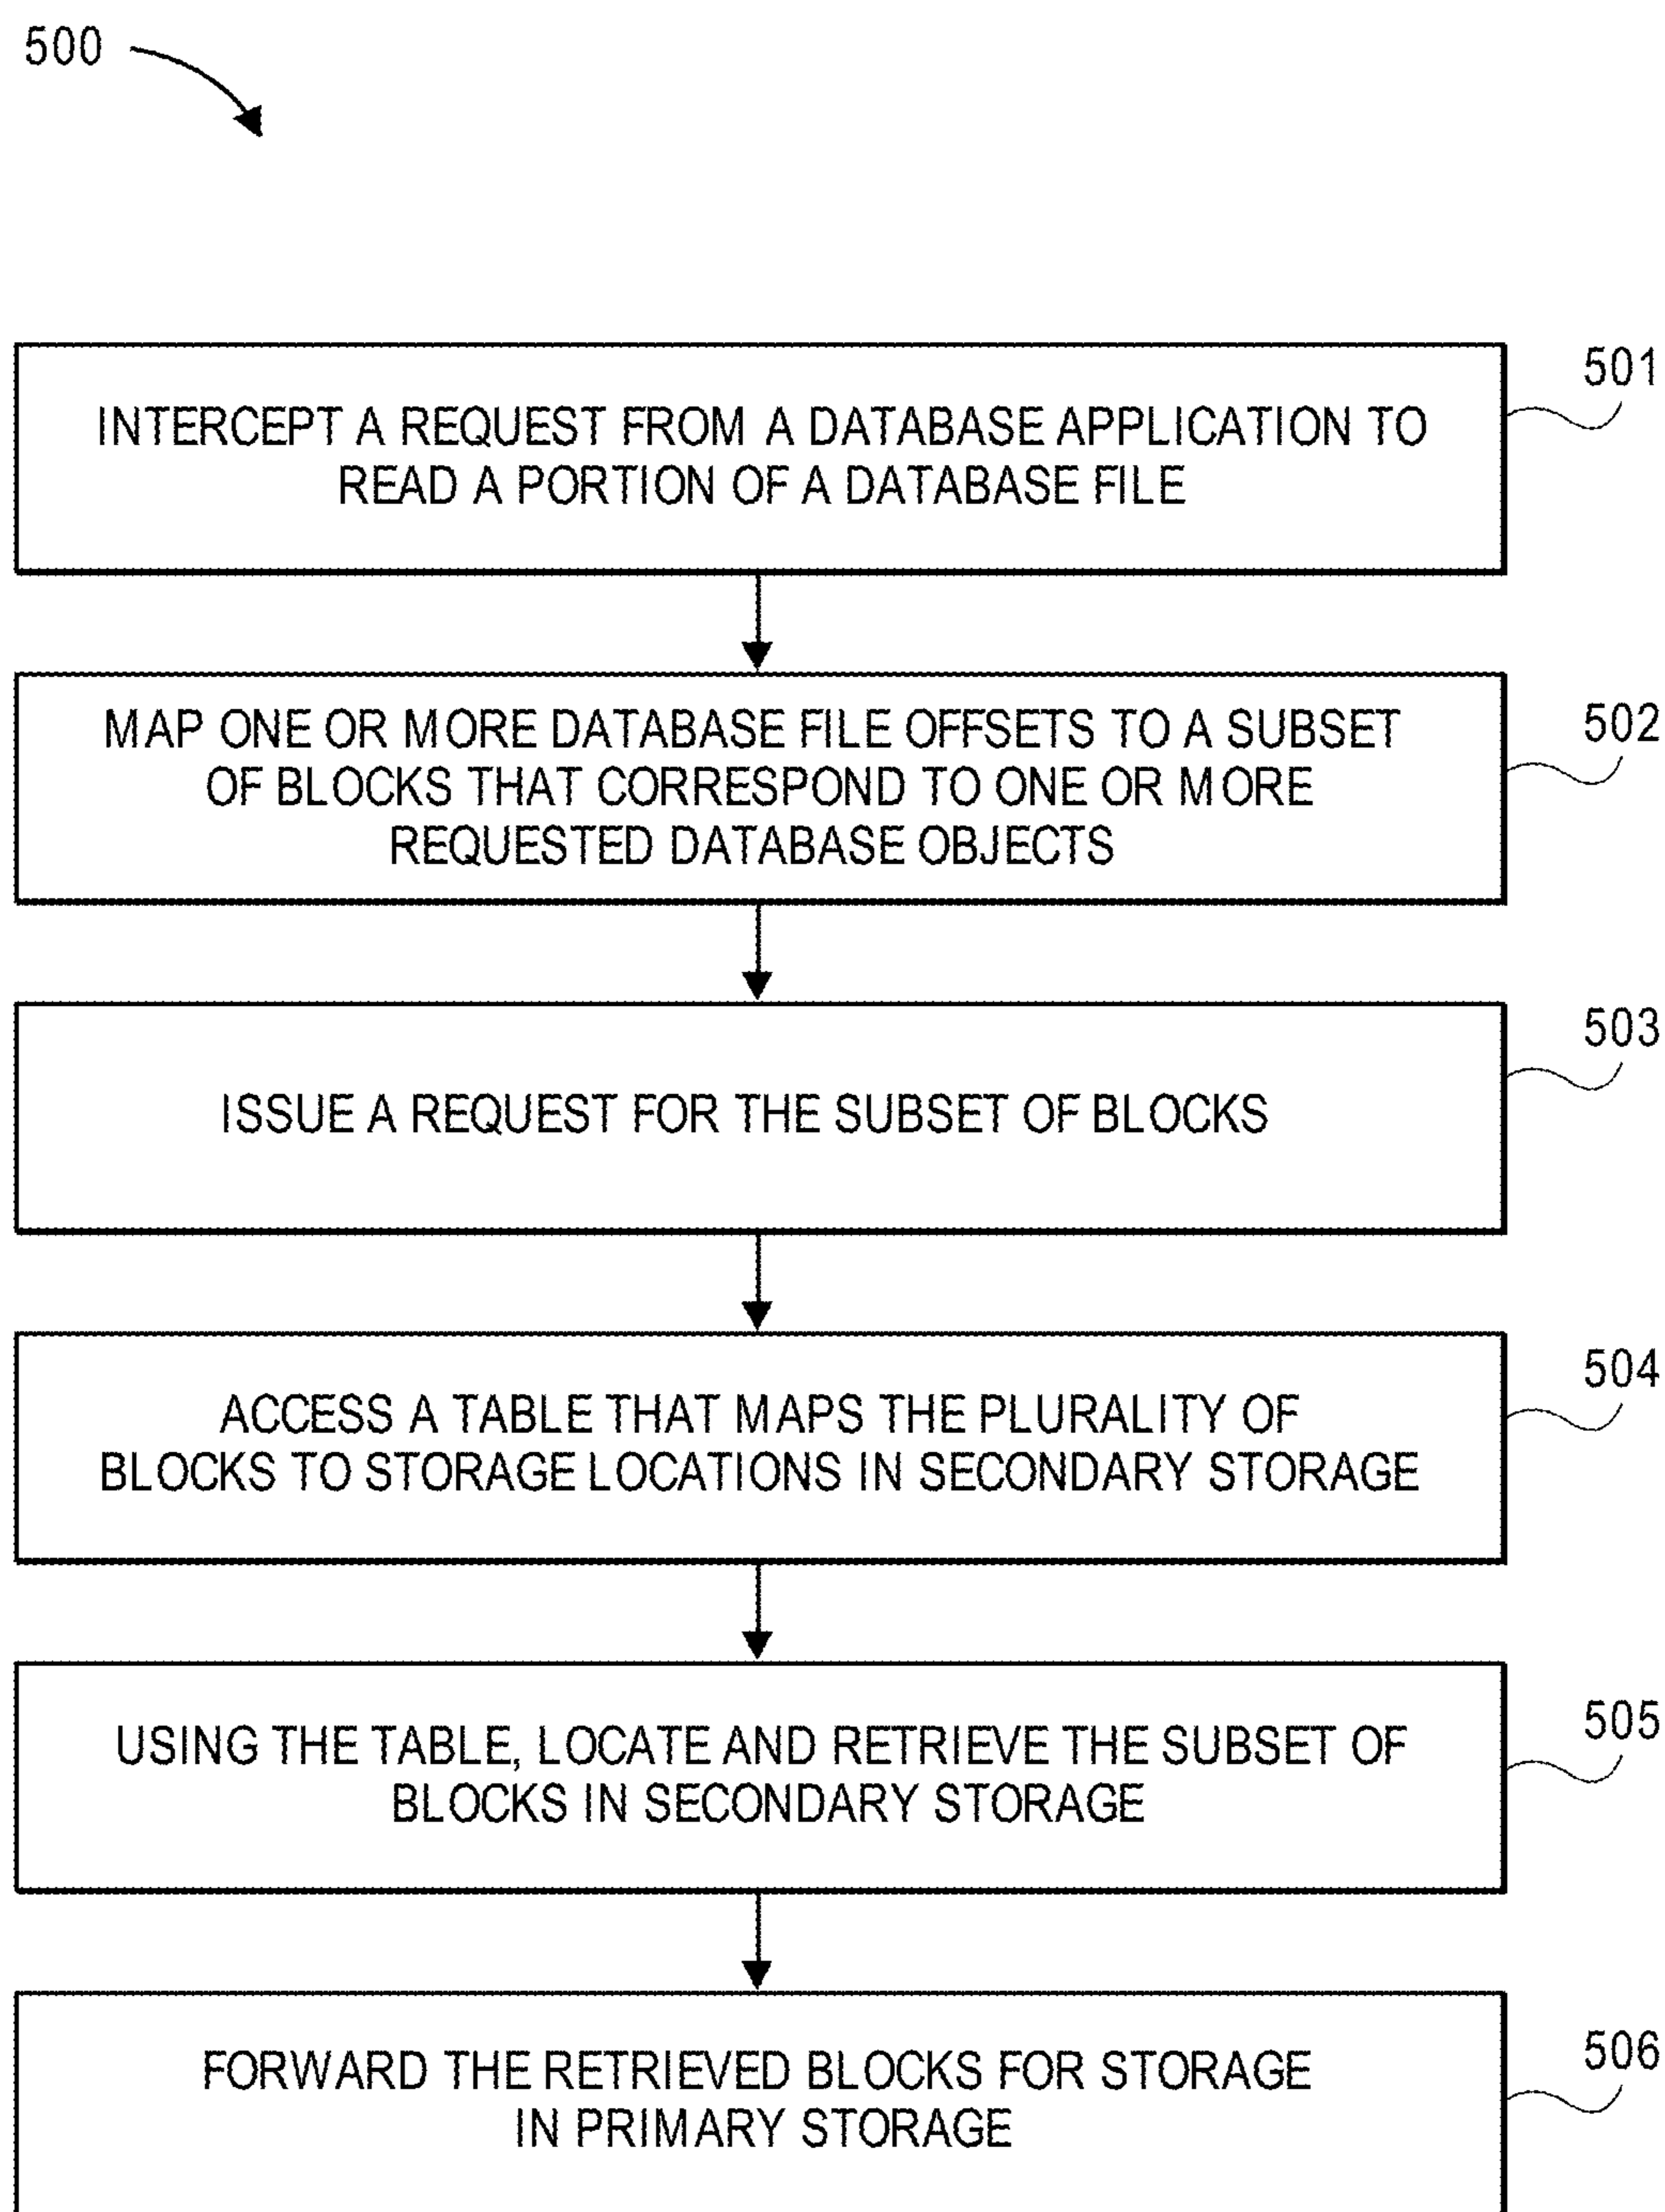 500
501
INTERCEPT A REQUEST FROM A DATABASE APPLICATION TO
READ A PORTION OF A DATABASE FILE
502
MAP ONE OR MORE DATABASE FILE OFFSETS TO A SUBSET
OF BLOCKS THAT CORRESPOND TO ONE OR MORE
REQUESTED DATABASE OBJECTS
503
ISSUE A REQUEST FOR THE SUBSET OF BLOCKS
504
ACCESS A TABLE THAT MAPS THE PLURALITY OF
BLOCKS TO STORAGE LOCATIONS IN SECONDARY STORAGE
505
USING THE TABLE, LOCATE AND RETRIEVE THE SUBSET OF
BLOCKS IN SECONDARY STORAGE
506
FORWARD THE RETRIEVED BLOCKS FOR STORAGE
IN PRIMARY STORAGE